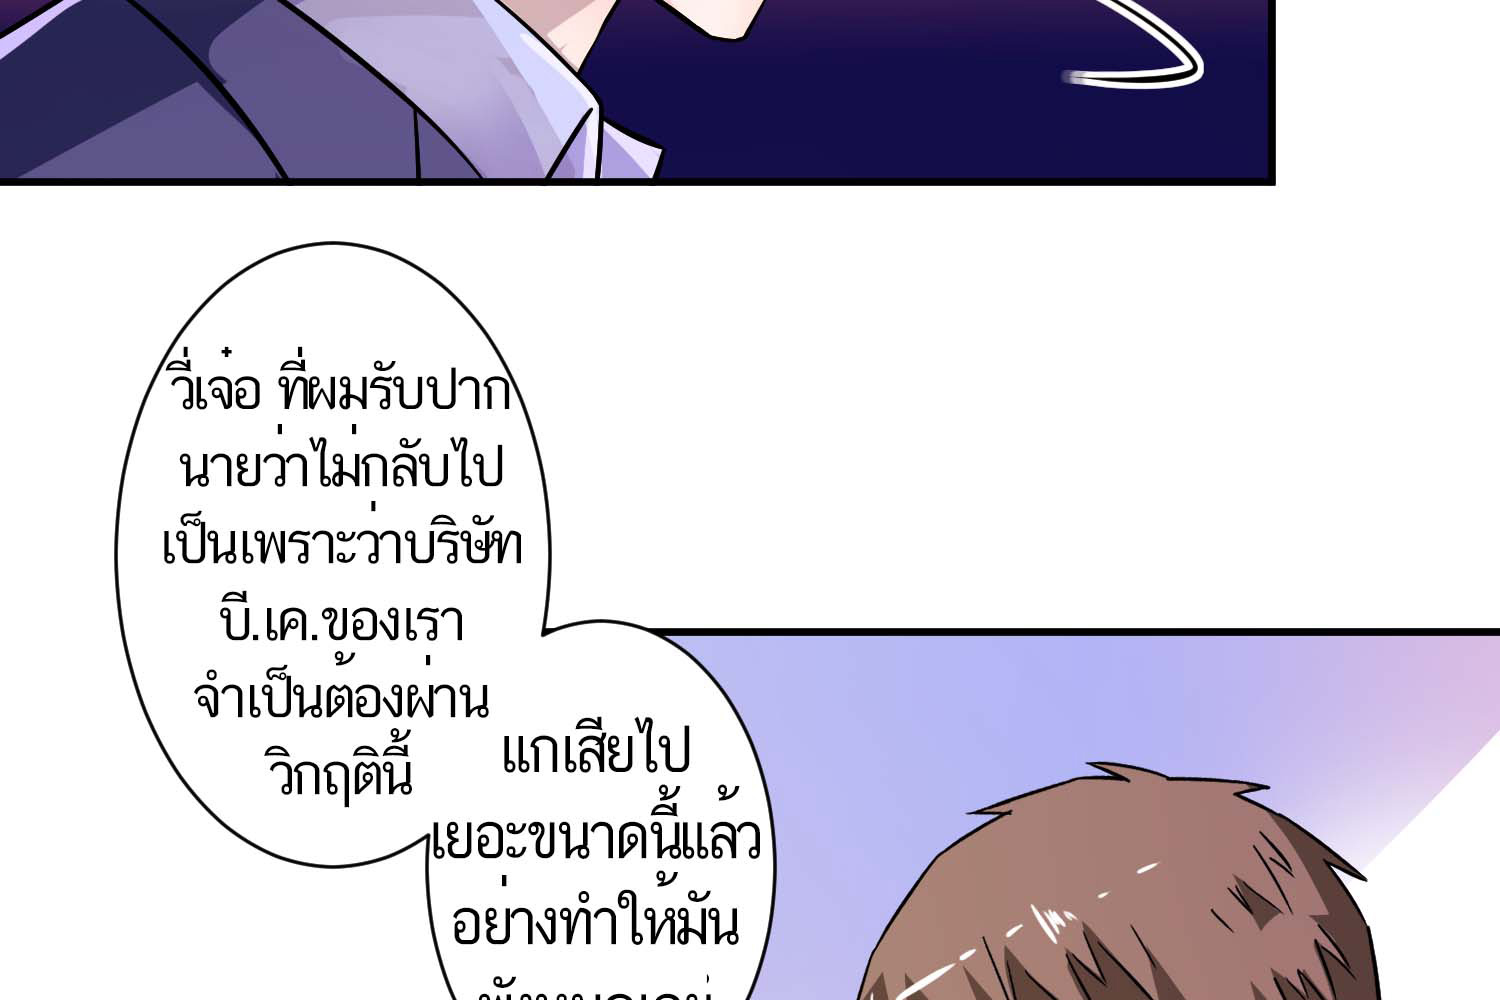 วี่เจ๋อ ที่ผมรับปาก
นายว่าไม่กลับไป
เป็นเพราะว่าบริษัท
บี.เค.ของเรา
จำเป็นต้องผ่าน
วิกฤตินี้
แกเสียไป
เยอะขนาดนี้แล้ว
อย่างทำให้มัน